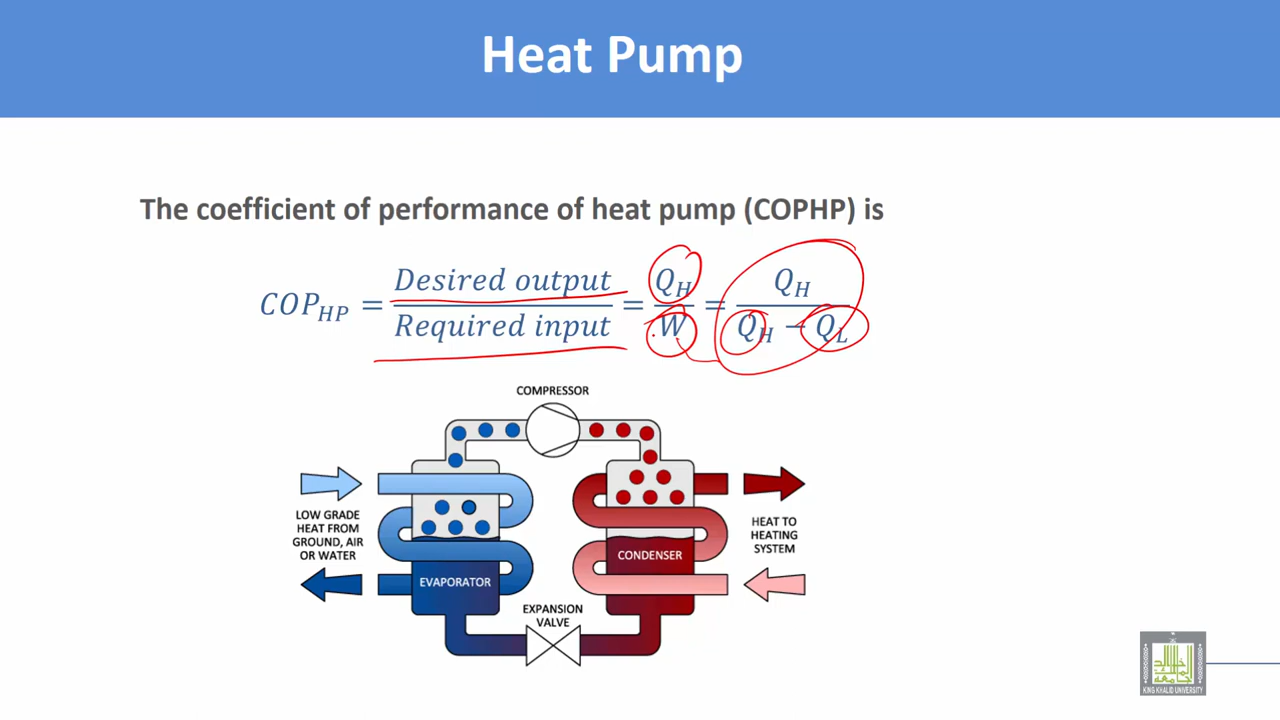 Heat Pump
The coefficient of performance of heat pump (COPHP) is
COP_HP = Desired output / Required input = Q_H / W = Q_H / (Q_H − Q_L)
COMPRESSOR
LOW GRADE
HEAT FROM
GROUND, AIR
OR WATER
HEAT TO
HEATING
SYSTEM
CONDENSER
EVAPORATOR
EXPANSION
VALVE
KING KHALID UNIVERSITY